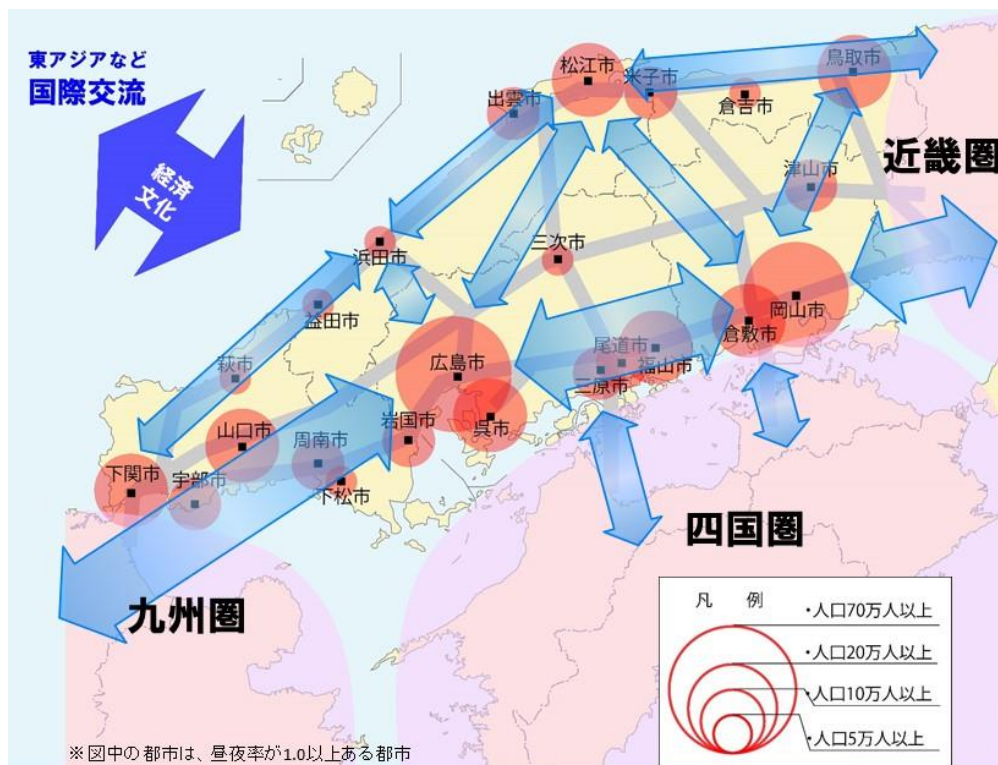 東アジアなど
国際交流
経済
文化
松江市
米子市
鳥取市
出雲市
倉吉市
近畿圏
津山市
浜田市
三次市
益田市
岡山市
倉敷市
萩市
広島市
尾道市
福山市
三原市
山口市
周南市
岩国市
呉市
下関市
宇部市
下松市
四国圏
九州圏
凡 例
・人口70万人以上
・人口20万人以上
・人口10万人以上
・人口5万人以上
※図中の都市は、昼夜率が1.0以上ある都市